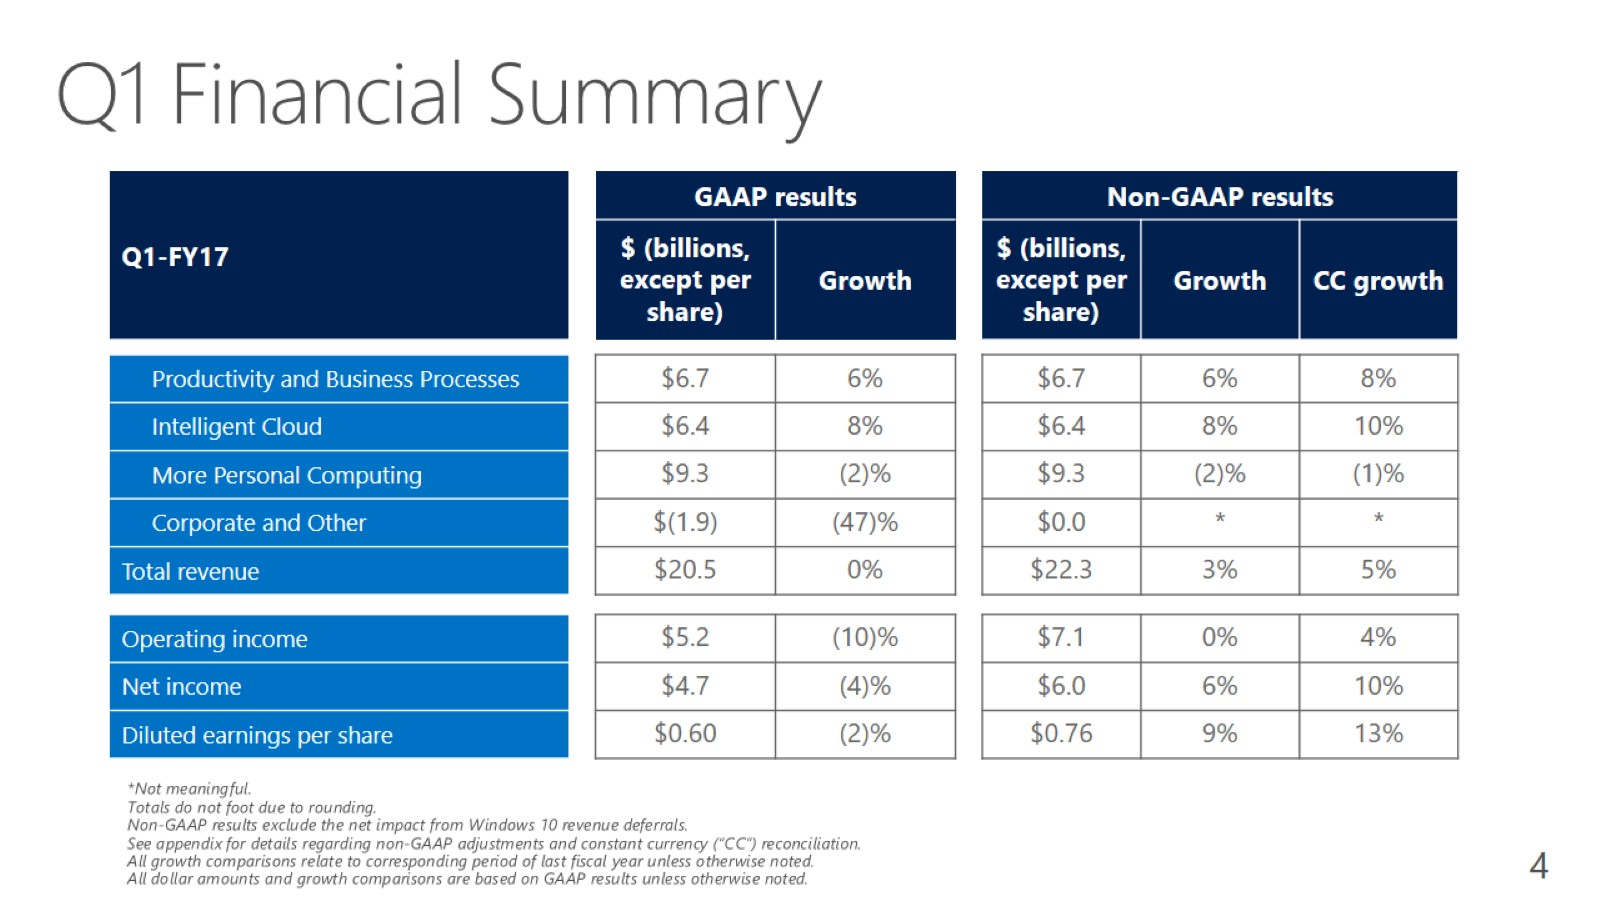 Q1 Financial Summary
Q1-FY17
GAAP results
Non-GAAP results
$ (billions,
except per
share)
Growth
$ (billions,
except per
share)
Growth
CC growth
Productivity and Business Processes $6.7 6% $6.7 6% 8%
Intelligent Cloud $6.4 8% $6.4 8% 10%
More Personal Computing $9.3 (2)% $9.3 (2)% (1)%
Corporate and Other $(1.9) (47)% $0.0 * *
Total revenue $20.5 0% $22.3 3% 5%
Operating income $5.2 (10)% $7.1 0% 4%
Net income $4.7 (4)% $6.0 6% 10%
Diluted earnings per share $0.60 (2)% $0.76 9% 13%
*Not meaningful.
Totals do not foot due to rounding.
Non-GAAP results exclude the net impact from Windows 10 revenue deferrals.
See appendix for details regarding non-GAAP adjustments and constant currency (“CC”) reconciliation.
All growth comparisons relate to corresponding period of last fiscal year unless otherwise noted.
All dollar amounts and growth comparisons are based on GAAP results unless otherwise noted.
4